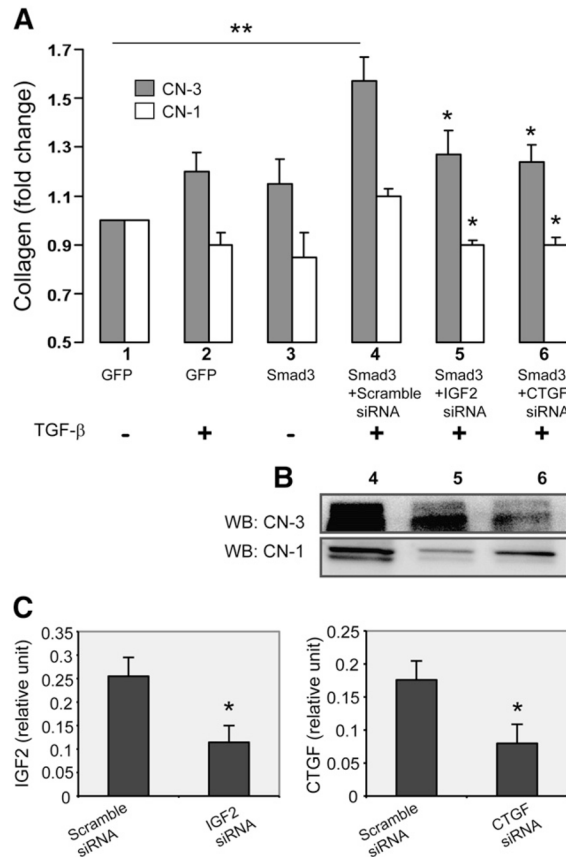 A
**
1.7
1.5
1.3
1.1
0.9
0.7
0.5
Collagen (fold change)
CN-3
CN-1
* *
* *
1 2 3 4 5 6
GFP GFP Smad3 Smad3 Smad3 Smad3
+Scramble +IGF2 +CTGF
siRNA siRNA siRNA
TGF-β - + - + + +
B 4 5 6
WB: CN-3
WB: CN-1
C
IGF2 (relative unit)
0.35
0.3
0.25
0.2
0.15
0.1
0.05
0
*
Scramble siRNA
IGF2 siRNA
CTGF (relative unit)
0.25
0.2
0.15
0.1
0.05
0
*
Scramble siRNA
CTGF siRNA